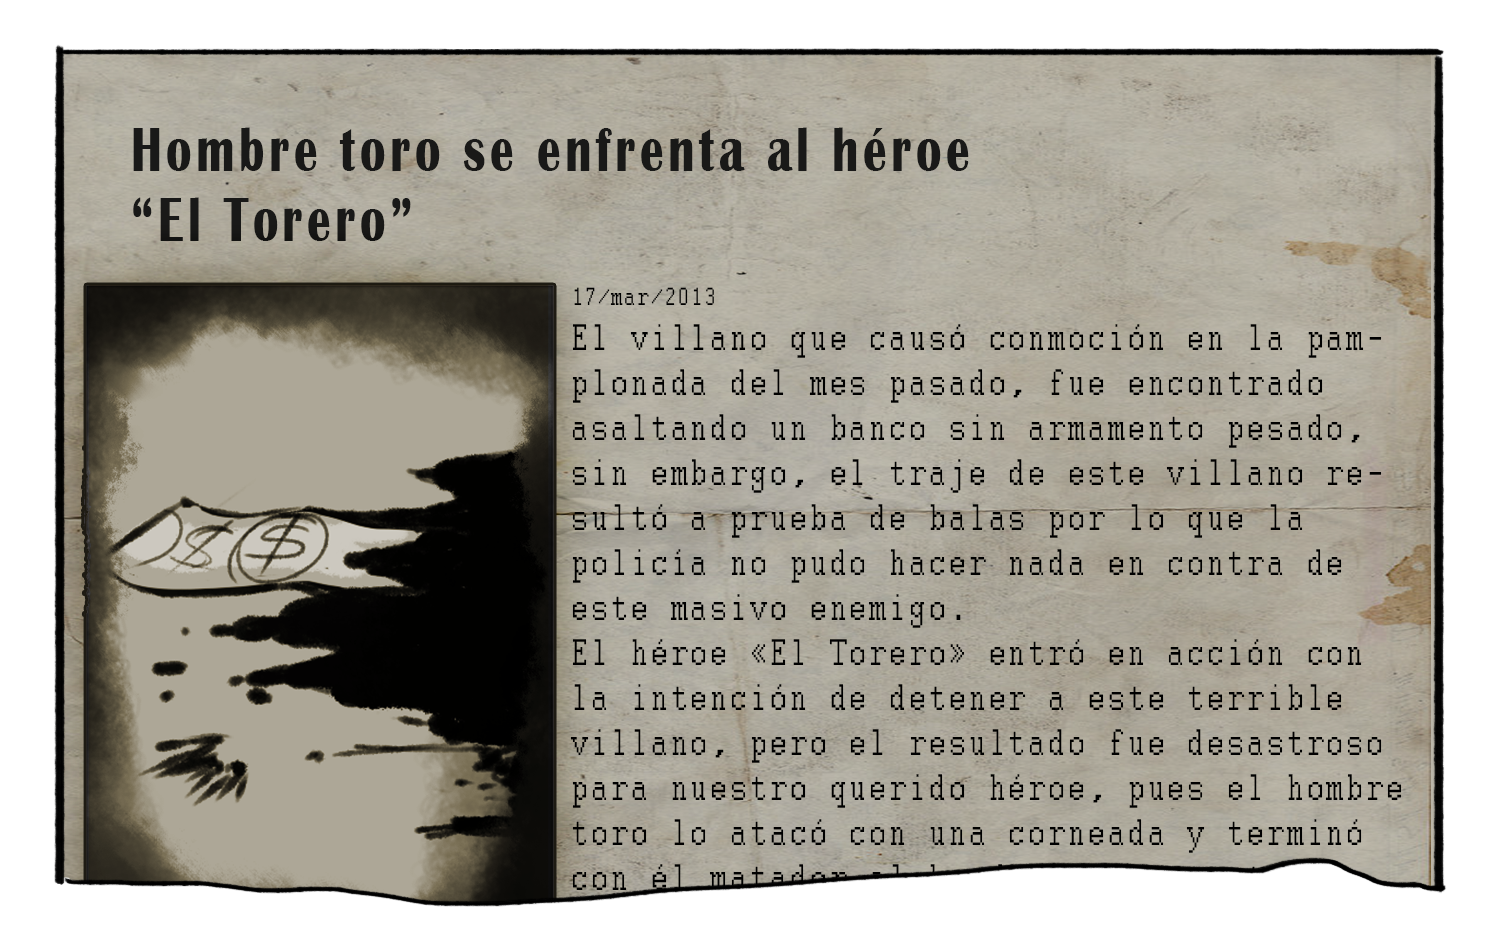 Hombre toro se enfrenta al héroe
“El Torero”
17/mar/2013
El villano que causó conmoción en la pam-
plonada del mes pasado, fue encontrado
asaltando un banco sin armamento pesado,
sin embargo, el traje de este villano re-
sultó a prueba de balas por lo que la
policía no pudo hacer nada en contra de
este masivo enemigo.
El héroe «El Torero» entró en acción con
la intención de detener a este terrible
villano, pero el resultado fue desastroso
para nuestro querido héroe, pues el hombre
toro lo atacó con una corneada y terminó
con él matador
$ $